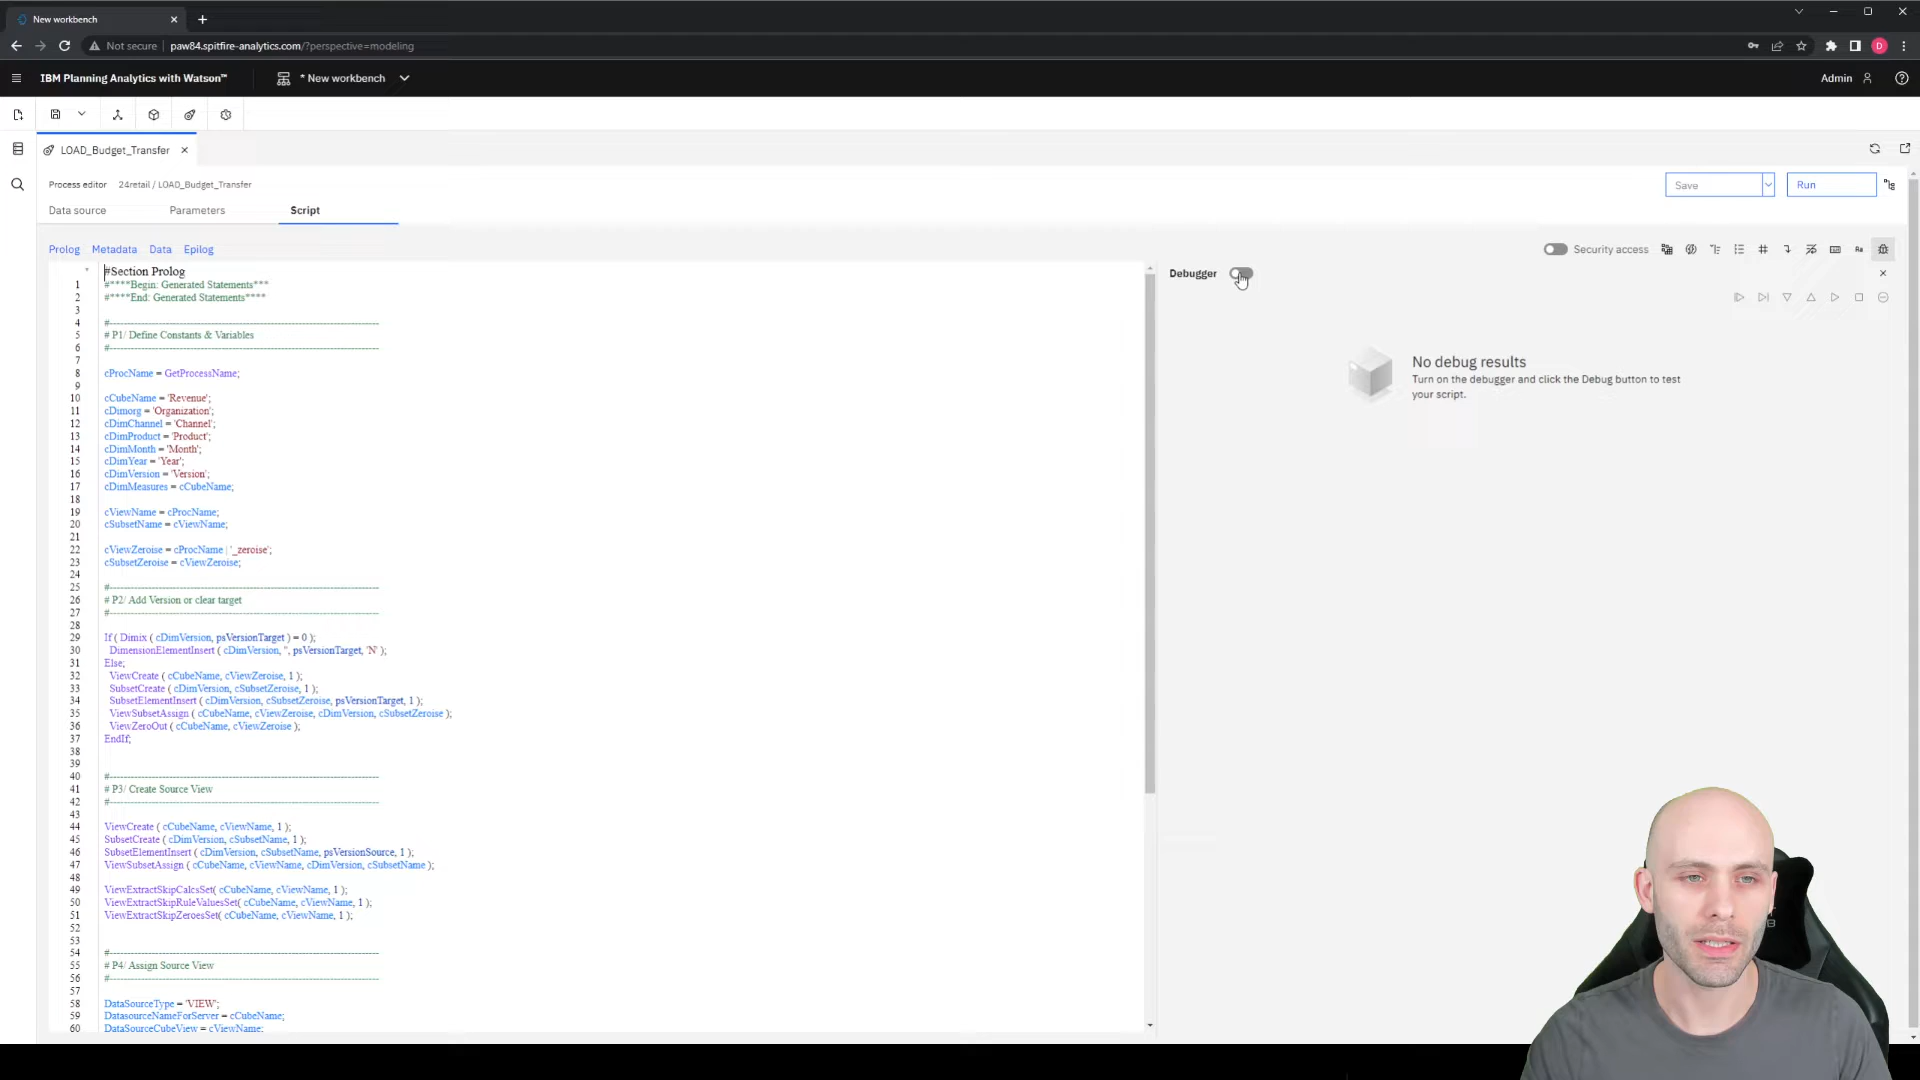 New workbench
Not secure paw84.spitfire-analytics.com/?perspective=modeling
D
IBM Planning Analytics with Watson™
* New workbench
Admin
LOAD_Budget_Transfer
Process editor 24retail / LOAD_Budget_Transfer
Save
Run
Data source Parameters Script
Prolog Metadata Data Epilog
Security access
#Section Prolog
1 #****Begin: Generated Statements***
2 #****End: Generated Statements****
3
4 #------------------------------------------------------------
5 # P1/ Define Constants & Variables
6 #------------------------------------------------------------
7
8 cProcName = GetProcessName;
9
10 cCubeName = 'Revenue';
11 cDimorg = 'Organization';
12 cDimChannel = 'Channel';
13 cDimProduct = 'Product';
14 cDimMonth = 'Month';
15 cDimYear = 'Year';
16 cDimVersion = 'Version';
17 cDimMeasures = cCubeName;
18
19 cViewName = cProcName;
20 cSubsetName = cViewName;
21
22 cViewZeroise = cProcName | '_zeroise';
23 cSubsetZeroise = cViewZeroise;
24
25 #------------------------------------------------------------
26 # P2/ Add Version or clear target
27 #------------------------------------------------------------
28
29 If ( Dimix ( cDimVersion, psVersionTarget ) = 0 );
30 DimensionElementInsert ( cDimVersion, '', psVersionTarget, 'N' );
31 Else;
32 ViewCreate ( cCubeName, cViewZeroise, 1 );
33 SubsetCreate ( cDimVersion, cSubsetZeroise, 1 );
34 SubsetElementInsert ( cDimVersion, cSubsetZeroise, psVersionTarget, 1 );
35 ViewSubsetAssign ( cCubeName, cViewZeroise, cDimVersion, cSubsetZeroise );
36 ViewZeroOut ( cCubeName, cViewZeroise );
37 EndIf;
38
39
40 #------------------------------------------------------------
41 # P3/ Create Source View
42 #------------------------------------------------------------
43
44 ViewCreate ( cCubeName, cViewName, 1 );
45 SubsetCreate ( cDimVersion, cSubsetName, 1 );
46 SubsetElementInsert ( cDimVersion, cSubsetName, psVersionSource, 1 );
47 ViewSubsetAssign ( cCubeName, cViewName, cDimVersion, cSubsetName );
48
49 ViewExtractSkipCalcsSet( cCubeName, cViewName, 1 );
50 ViewExtractSkipRuleValuesSet( cCubeName, cViewName, 1 );
51 ViewExtractSkipZeroesSet( cCubeName, cViewName, 1 );
52
53
54 #------------------------------------------------------------
55 # P4/ Assign Source View
56 #------------------------------------------------------------
57
58 DataSourceType = 'VIEW';
59 DatasourceNameForServer = cCubeName;
60 DataSourceCubeView = cViewName;
Debugger
No debug results
Turn on the debugger and click the Debug button to test
your script.